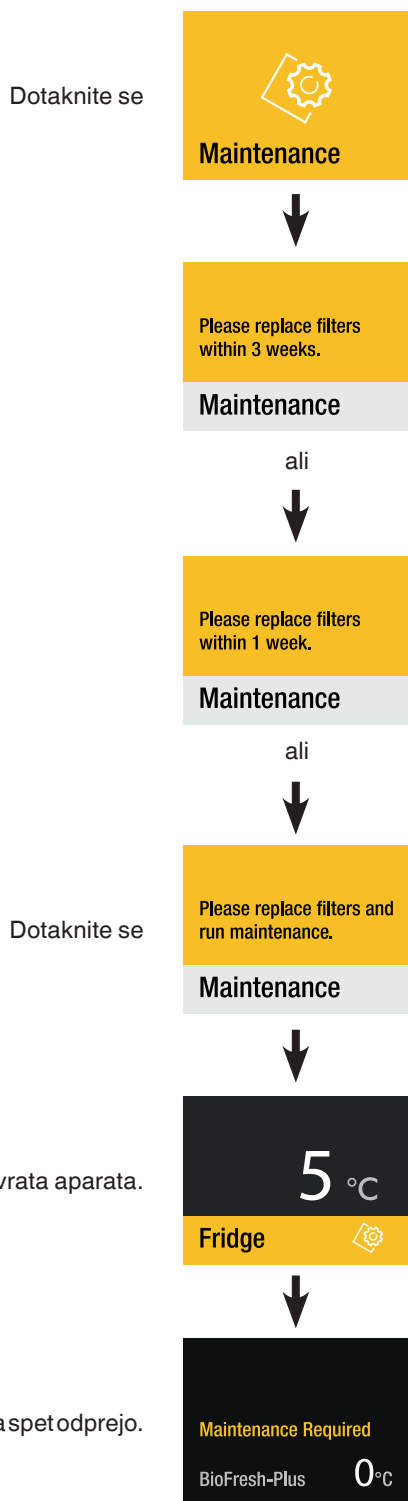 Dotaknite se
Maintenance
Please replace filters
within 3 weeks.
Maintenance
ali
Please replace filters
within 1 week.
Maintenance
ali
Dotaknite se
Please replace filters and
run maintenance.
Maintenance
vrata aparata.
5 °C
Fridge
spet odprejo.
Maintenance Required
BioFresh-Plus 0°C